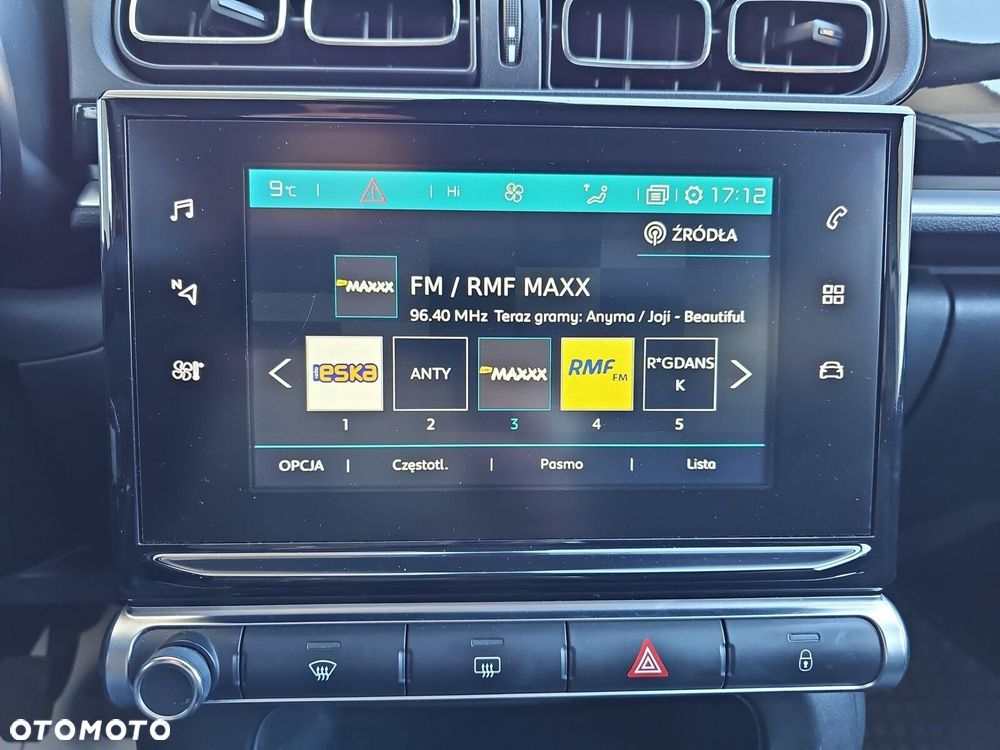 9°C Hi 17:12
ŹRÓDŁA
MAXXX FM / RMF MAXX
96.40 MHz Teraz gramy: Anyma / Joji - Beautiful
N
radio eska ANTY MAXXX RMF FM R*GDANS
K
1 2 3 4 5
OPCJA | Częstotl. | Pasmo | Lista
OTOMOTO